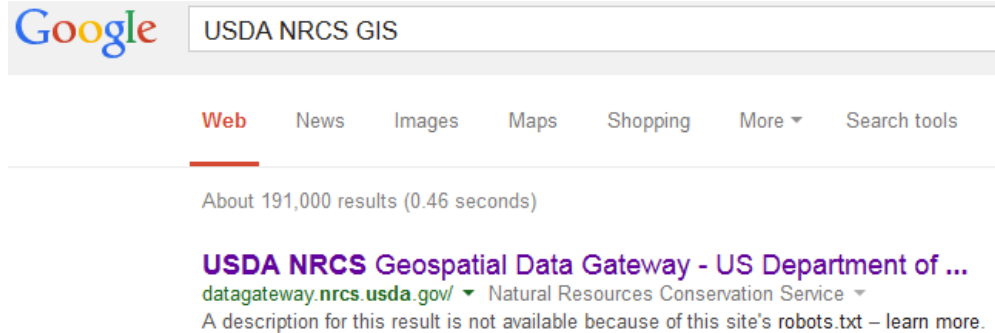 Google USDA NRCS GIS
Web News Images Maps Shopping More Search tools
About 191,000 results (0.46 seconds)
USDA NRCS Geospatial Data Gateway - US Department of ...
datagateway.nrcs.usda.gov/ Natural Resources Conservation Service
A description for this result is not available because of this site's robots.txt – learn more.